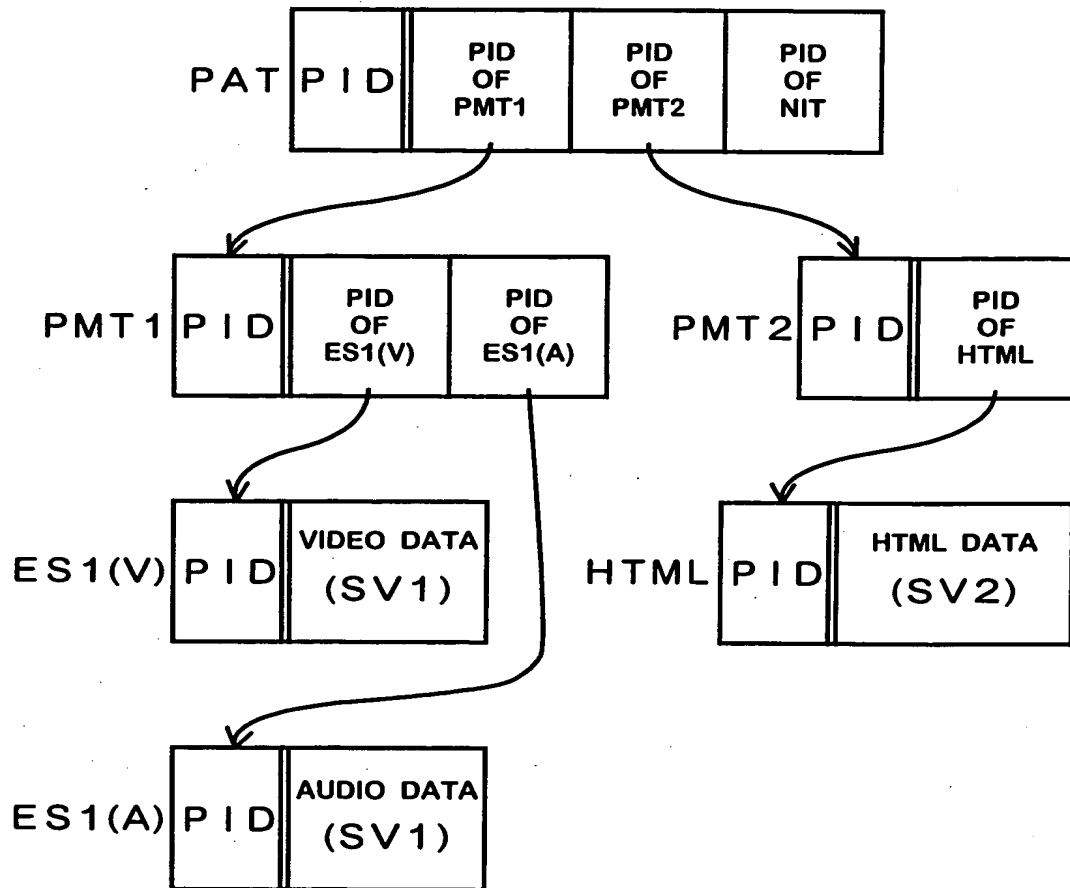 PAT PID
PID
OF
PMT1
PID
OF
PMT2
PID
OF
NIT
PMT1 PID
PID
OF
ES1(V)
PID
OF
ES1(A)
PMT2 PID
PID
OF
HTML
ES1(V) PID
VIDEO DATA
(SV1)
HTML PID
HTML DATA
(SV2)
ES1(A) PID
AUDIO DATA
(SV1)